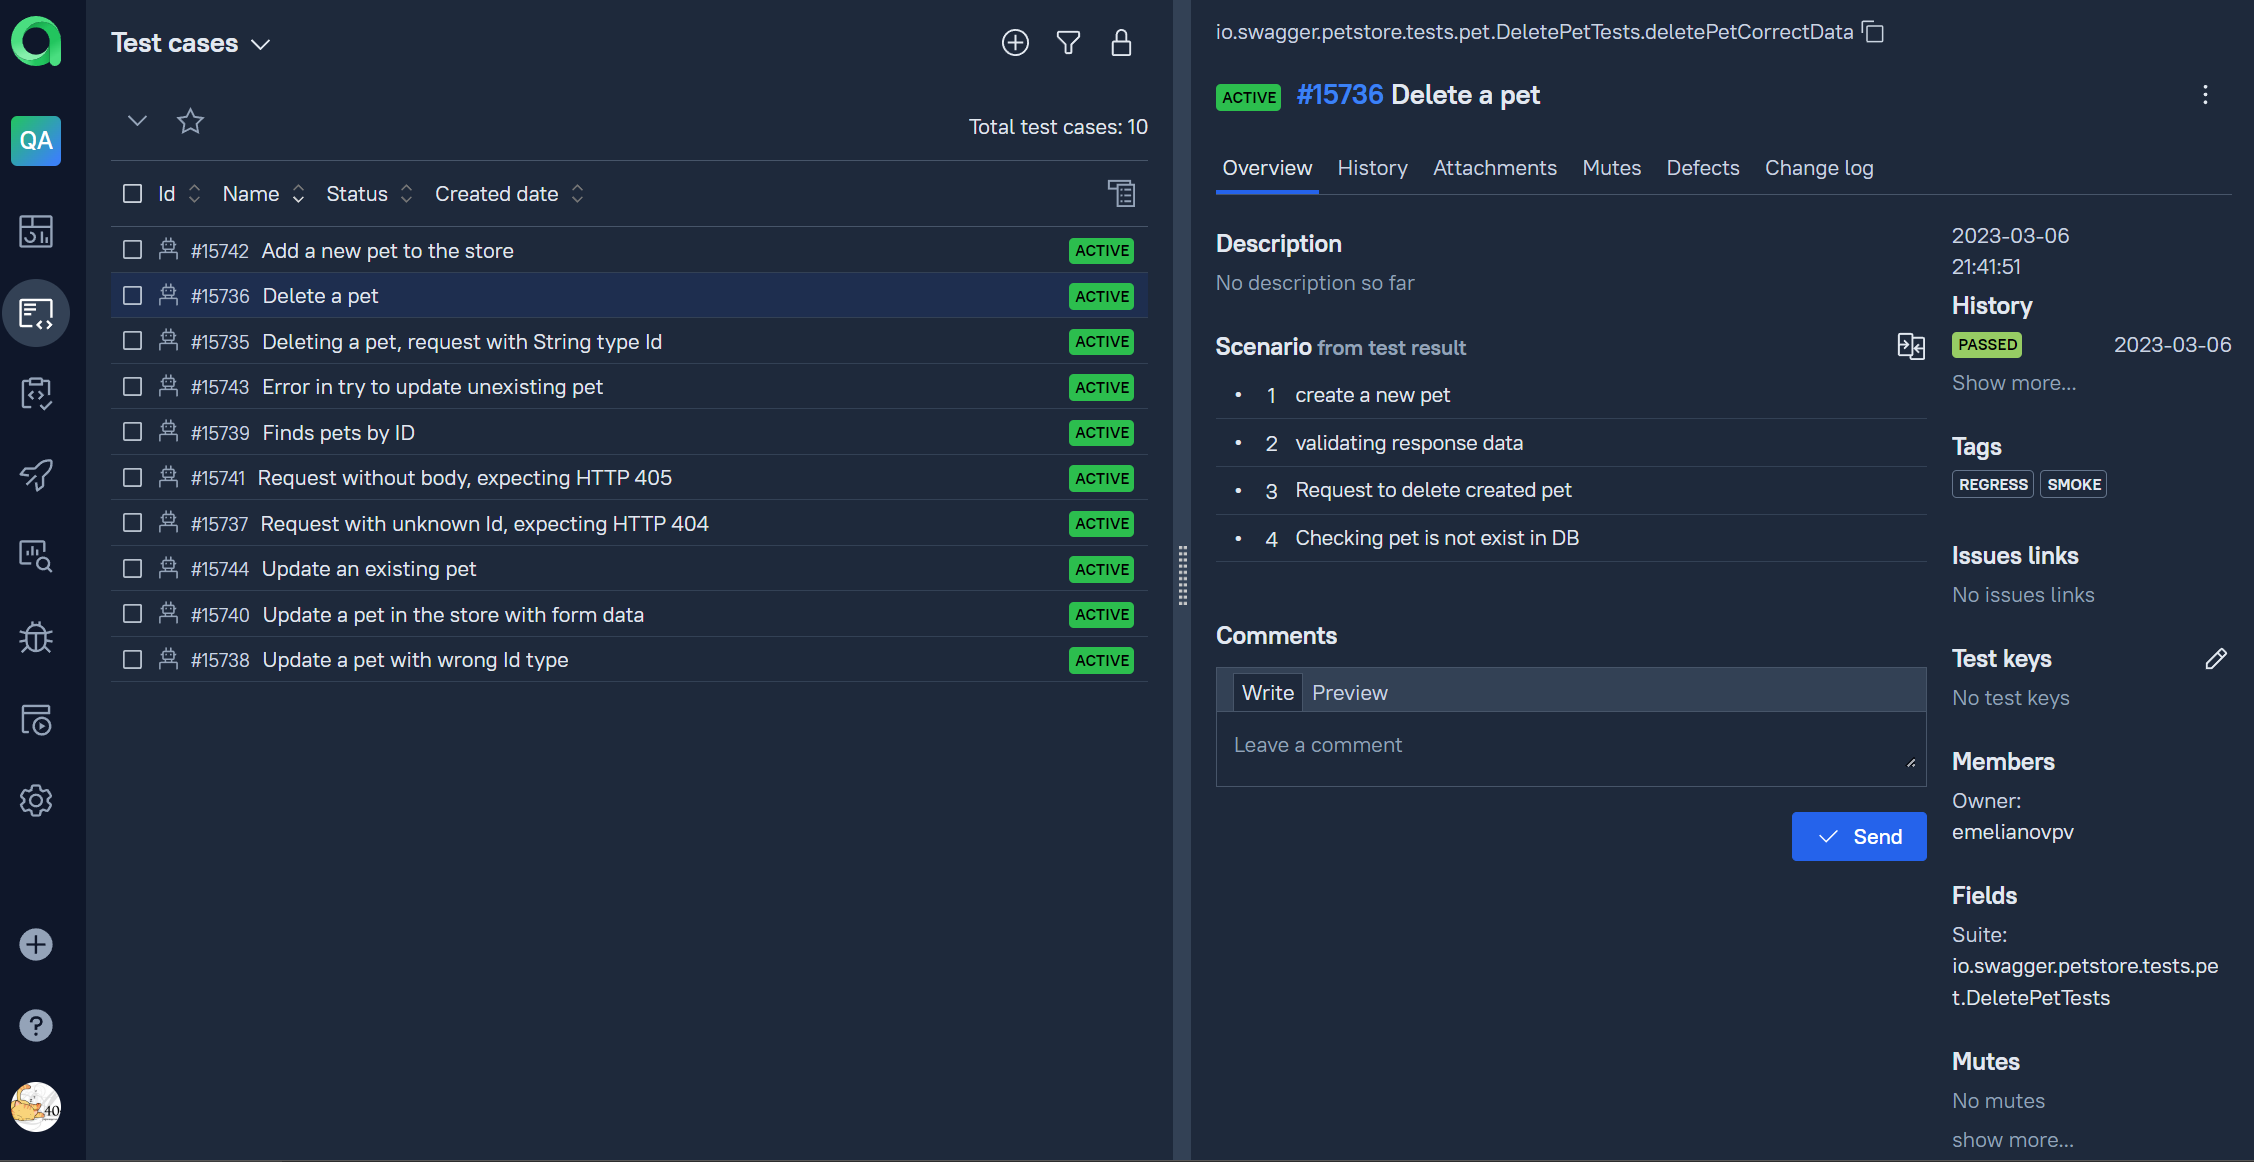 Test cases
QA
Total test cases: 10
Id Name Status Created date
#15742 Add a new pet to the store ACTIVE
#15736 Delete a pet ACTIVE
#15735 Deleting a pet, request with String type Id ACTIVE
#15743 Error in try to update unexisting pet ACTIVE
#15739 Finds pets by ID ACTIVE
#15741 Request without body, expecting HTTP 405 ACTIVE
#15737 Request with unknown Id, expecting HTTP 404 ACTIVE
#15744 Update an existing pet ACTIVE
#15740 Update a pet in the store with form data ACTIVE
#15738 Update a pet with wrong Id type ACTIVE
40
io.swagger.petstore.tests.pet.DeletePetTests.deletePetCorrectData
ACTIVE #15736 Delete a pet
Overview History Attachments Mutes Defects Change log
Description
No description so far
Scenario from test result
• 1 create a new pet
• 2 validating response data
• 3 Request to delete created pet
• 4 Checking pet is not exist in DB
Comments
Write Preview
Leave a comment
Send
2023-03-06
21:41:51
History
PASSED 2023-03-06
Show more...
Tags
REGRESS SMOKE
Issues links
No issues links
Test keys
No test keys
Members
Owner:
emelianovpv
Fields
Suite:
io.swagger.petstore.tests.pe
t.DeletePetTests
Mutes
No mutes
show more...